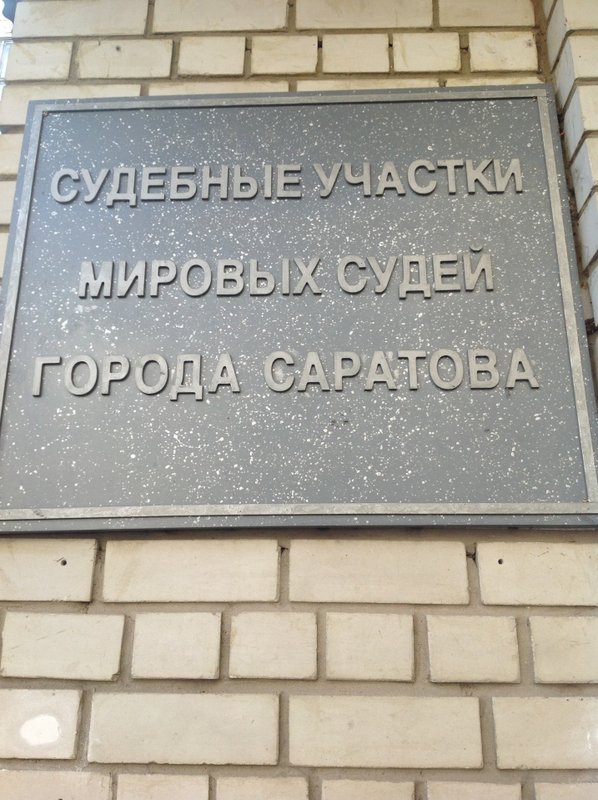 СУДЕБНЫЕ УЧАСТКИ
МИРОВЫХ СУДЕЙ
ГОРОДА САРАТОВА